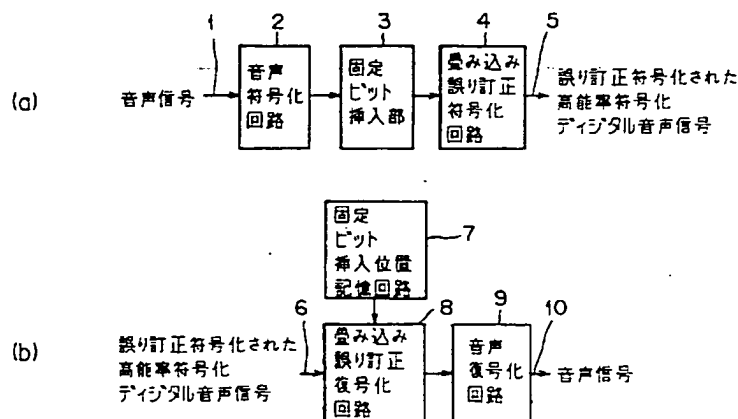 (a)
1
音声信号
2
音声
符号化
回路
3
固定
ビット
挿入部
4
畳み込み
誤り訂正
符号化
回路
5
誤り訂正符号化された
高能率符号化
ディジタル音声信号
(b)
固定
ビット
挿入位置
記憶回路
7
6
誤り訂正符号化された
高能率符号化
ディジタル音声信号
8
畳み込み
誤り訂正
復号化
回路
9
音声
復号化
回路
10
音声信号